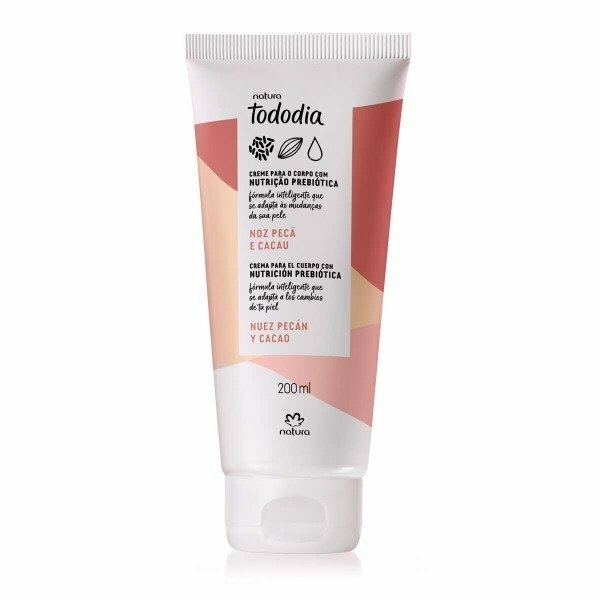 natura
Tododia
CREME PARA O CORPO COM
NUTRIÇÃO PREBIÓTICA
fórmula inteligente que
se adapta às mudanças
da sua pele
NOZ PECÃ
E CACAU
CREMA PARA EL CUERPO CON
NUTRICIÓN PREBIÓTICA
fórmula inteligente que
se adapta a los cambios
de tu piel
NUEZ PECÁN
Y CACAO
200 ml
natura